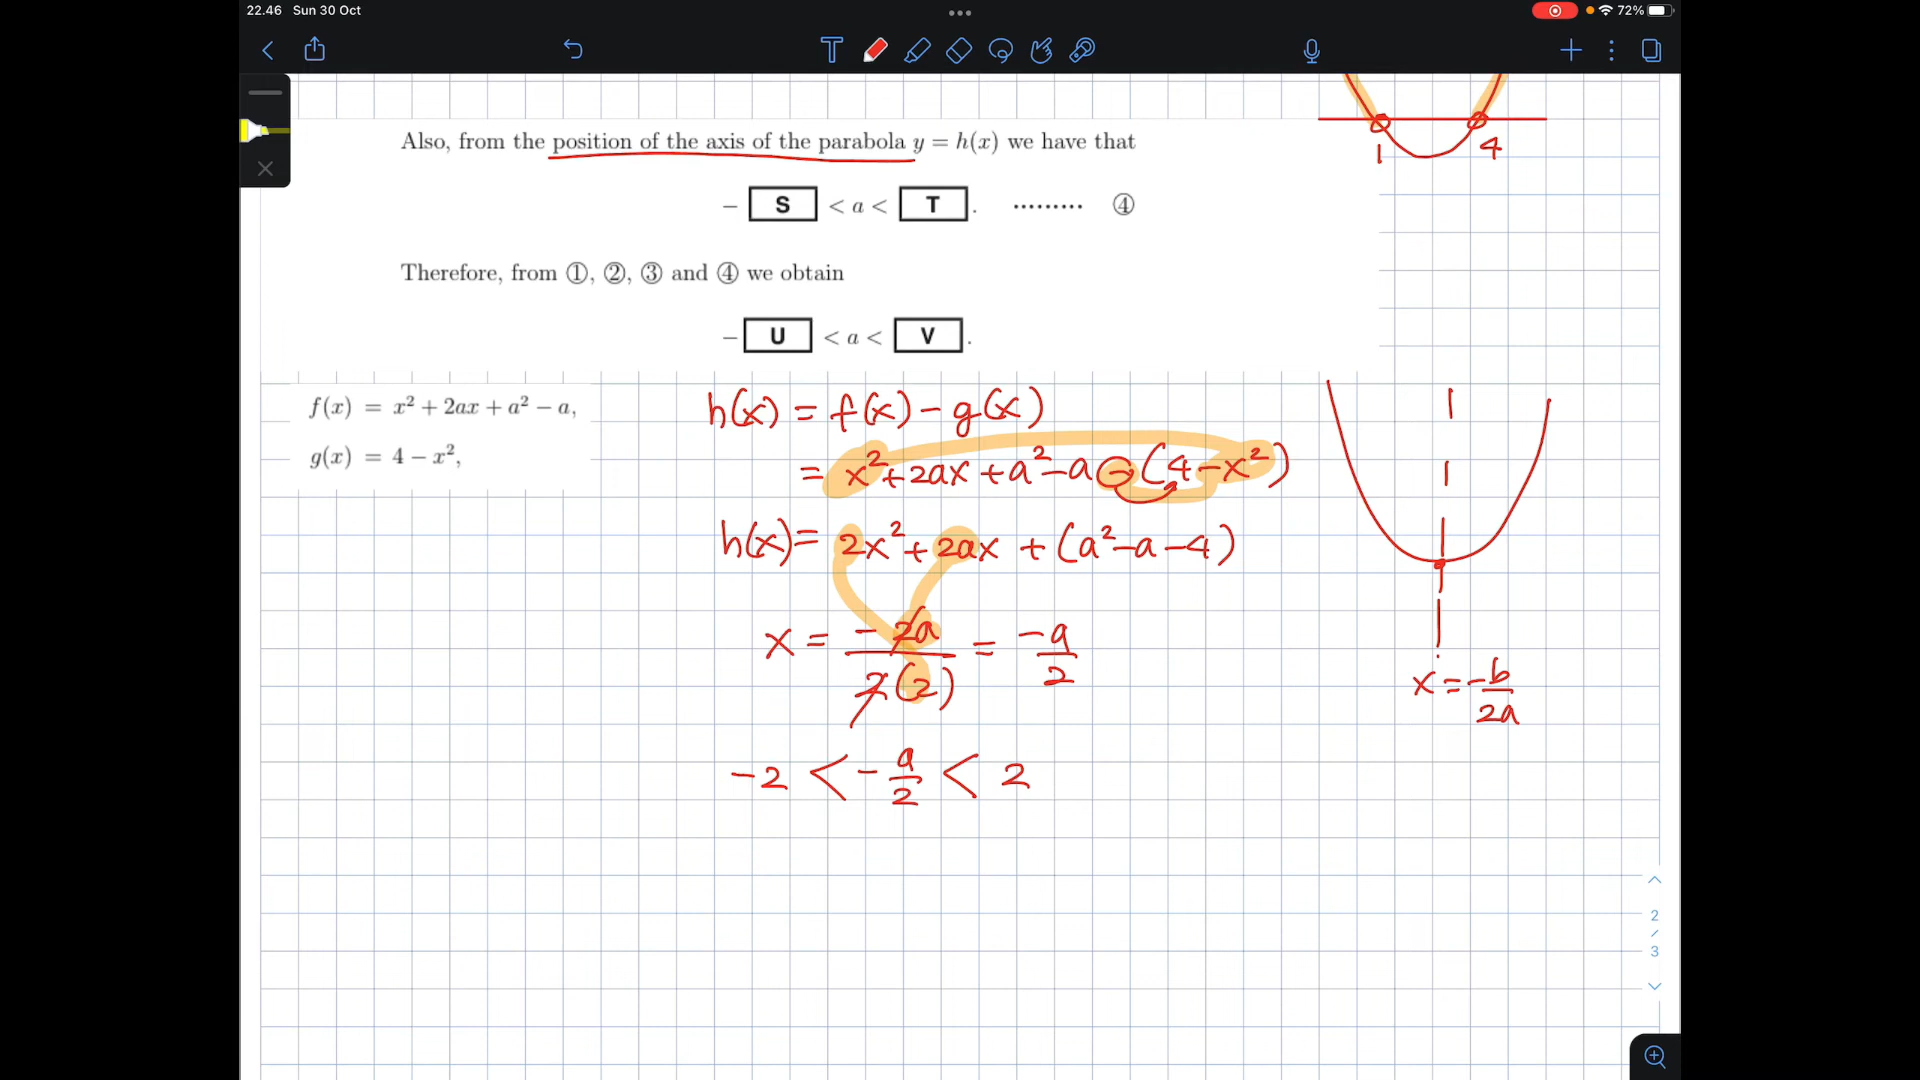 22.46 Sun 30 Oct
72%
1
4
Also, from the position of the axis of the parabola y = h(x) we have that
− S < a < T . ········· ④
Therefore, from ①, ②, ③ and ④ we obtain
− U < a < V .
f(x) = x² + 2ax + a² − a,
g(x) = 4 − x²,
h(x) = f(x) − g(x)
= x² + 2ax + a² − a − (4 − x²)
h(x) = 2x² + 2ax + (a² − a − 4)
x = −2a / 2(2) = −a / 2
x = −b / 2a
−2 < −a/2 < 2
2
/
3